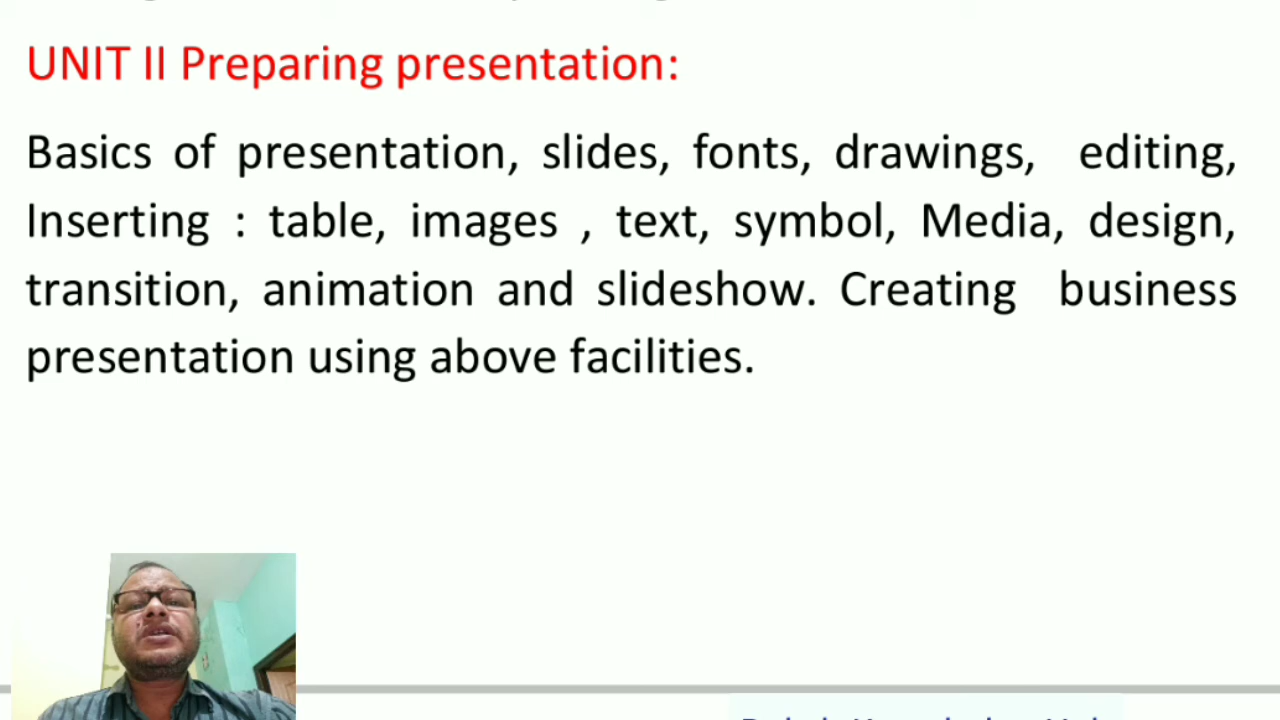 UNIT II Preparing presentation:
Basics of presentation, slides, fonts, drawings, editing,
Inserting : table, images , text, symbol, Media, design,
transition, animation and slideshow. Creating business
presentation using above facilities.